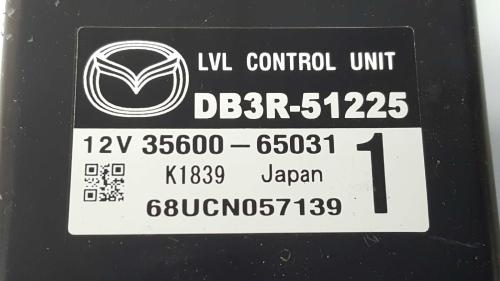 LVL CONTROL UNIT
DB3R-51225
12V 35600-65031
K1839 Japan 1
68UCN057139